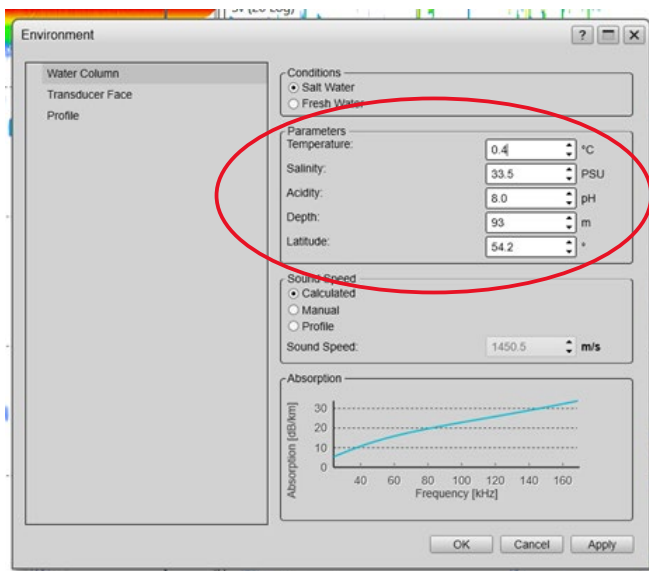 Sv (20 Log)
Environment
?
X
Water Column
Transducer Face
Profile
Conditions
Salt Water
Fresh Water
Parameters
Temperature: 0.4 °C
Salinity: 33.5 PSU
Acidity: 8.0 pH
Depth: 93 m
Latitude: 54.2 °
Sound Speed
Calculated
Manual
Profile
Sound Speed: 1450.5 m/s
Absorption
Absorption [dB/km]
30
20
10
0
40 60 80 100 120 140 160
Frequency [kHz]
OK Cancel Apply